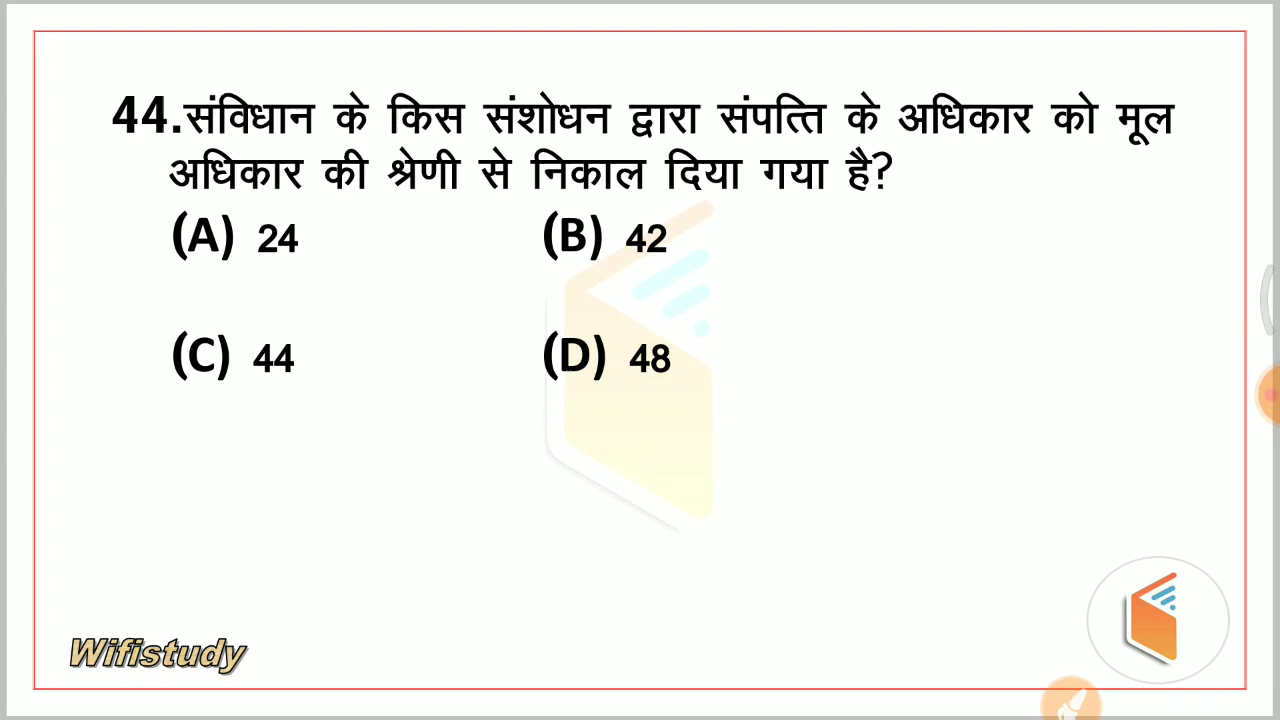 44.संविधान के किस संशोधन द्वारा संपत्ति के अधिकार को मूल
अधिकार की श्रेणी से निकाल दिया गया है?
(A) 24 (B) 42
(C) 44 (D) 48
Wifistudy